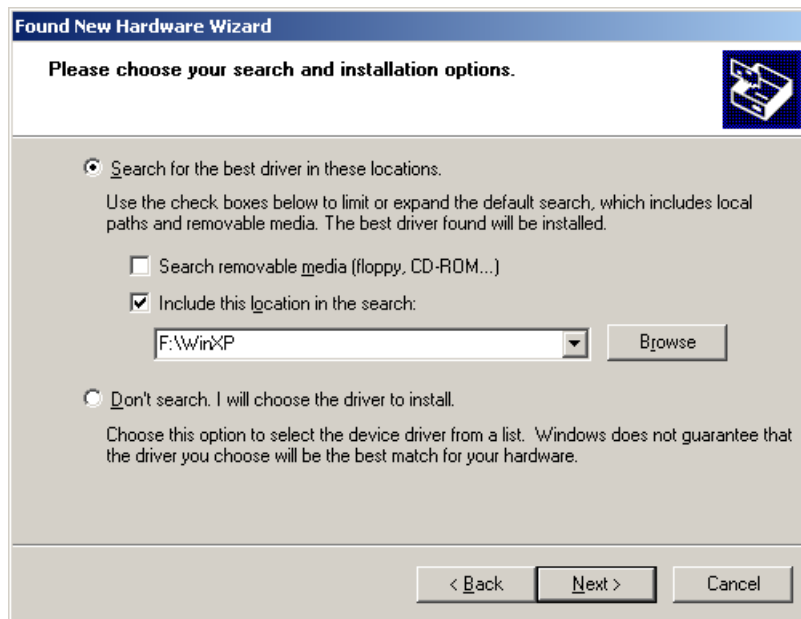 Found New Hardware Wizard
Please choose your search and installation options.
Search for the best driver in these locations.
Use the check boxes below to limit or expand the default search, which includes local
paths and removable media. The best driver found will be installed.
Search removable media (floppy, CD-ROM...)
Include this location in the search:
F:\WinXP
Browse
Don't search. I will choose the driver to install.
Choose this option to select the device driver from a list. Windows does not guarantee that
the driver you choose will be the best match for your hardware.
< Back Next > Cancel